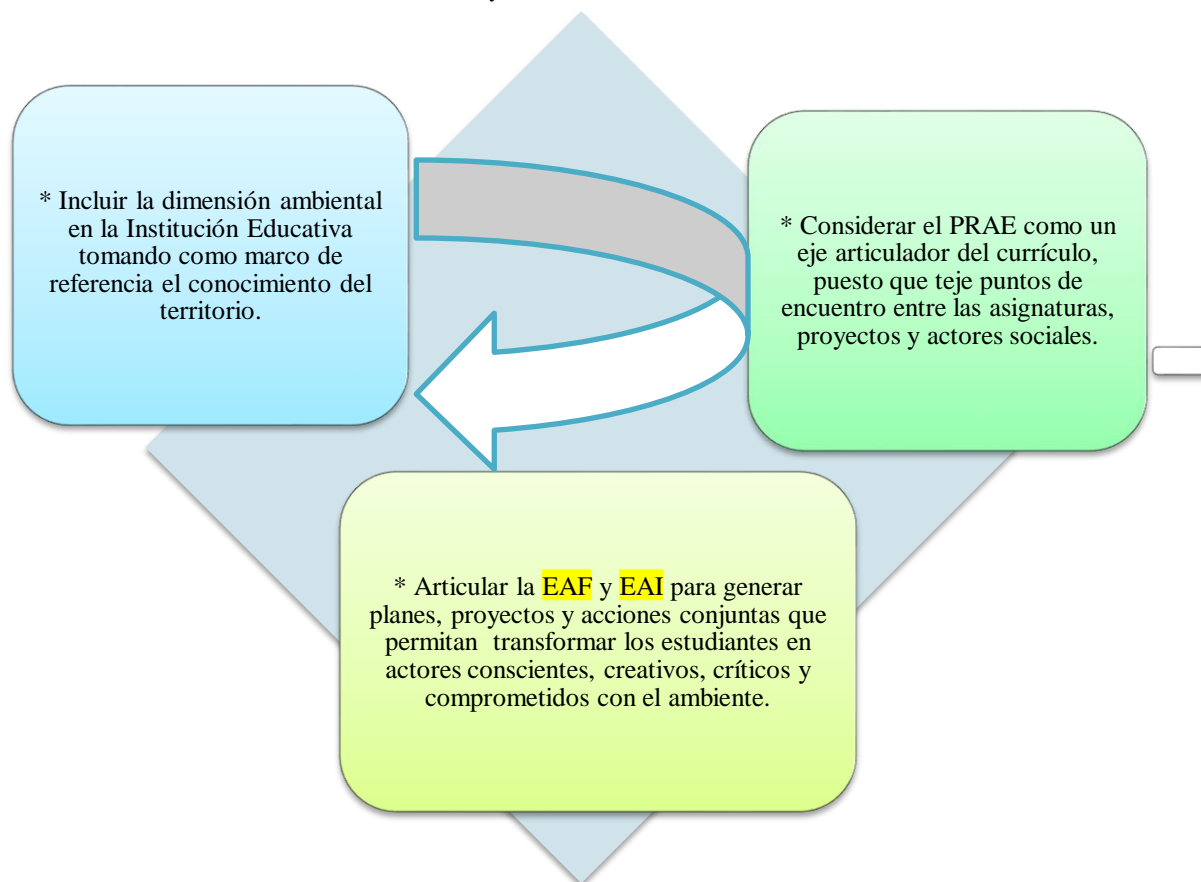 * Incluir la dimensión ambiental
en la Institución Educativa
tomando como marco de
referencia el conocimiento del
territorio.
* Considerar el PRAE como un
eje articulador del currículo,
puesto que teje puntos de
encuentro entre las asignaturas,
proyectos y actores sociales.
* Articular la EAF y EAI para generar
planes, proyectos y acciones conjuntas que
permitan transformar los estudiantes en
actores conscientes, creativos, críticos y
comprometidos con el ambiente.